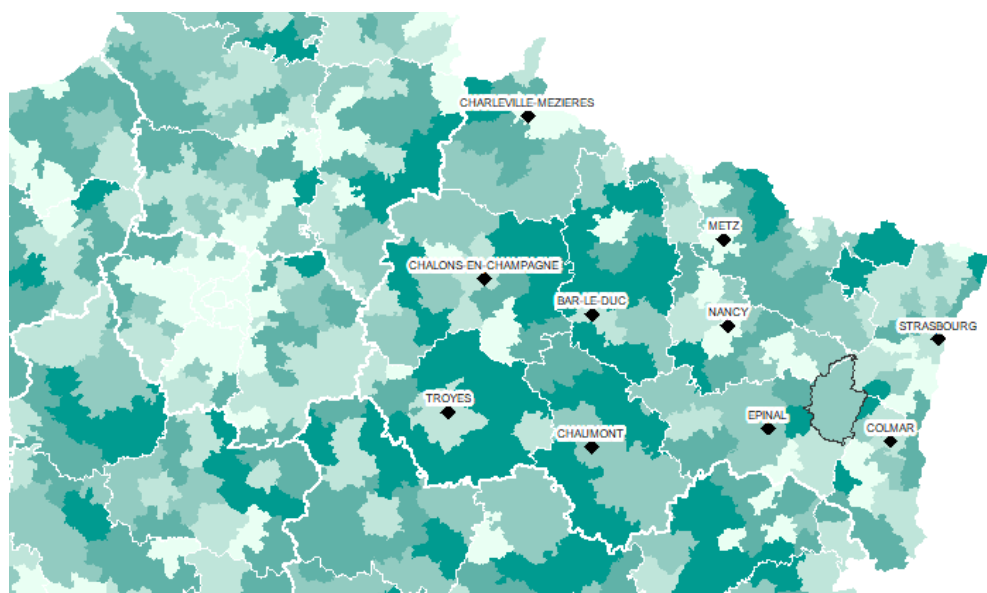 CHARLEVILLE-MEZIERES
METZ
CHALONS-EN-CHAMPAGNE
BAR-LE-DUC
NANCY
STRASBOURG
TROYES
EPINAL
CHAUMONT
COLMAR